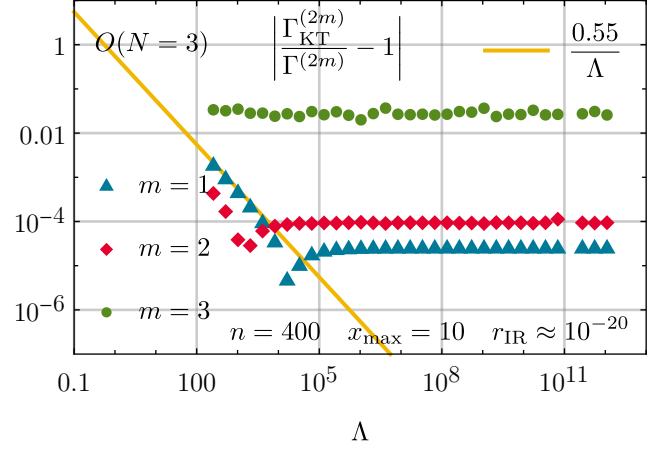 O(N = 3)
|Γ_KT^(2m) / Γ^(2m) − 1|
0.55 / Λ
1
0.01
10^−4
10^−6
m = 1
m = 2
m = 3
n = 400 x_max = 10 r_IR ≈ 10^−20
0.1 100 10^5 10^8 10^11
Λ